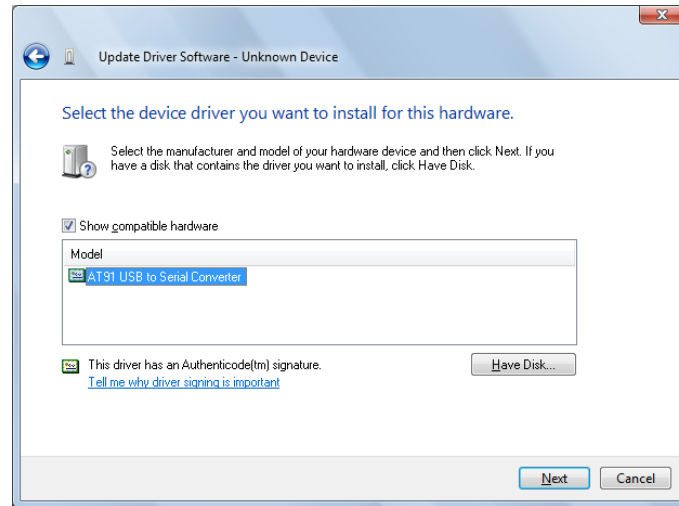 Update Driver Software - Unknown Device
Select the device driver you want to install for this hardware.
Select the manufacturer and model of your hardware device and then click Next. If you
have a disk that contains the driver you want to install, click Have Disk.
Show compatible hardware
Model
AT91 USB to Serial Converter
This driver has an Authenticode(tm) signature.
Have Disk...
Tell me why driver signing is important
Next
Cancel